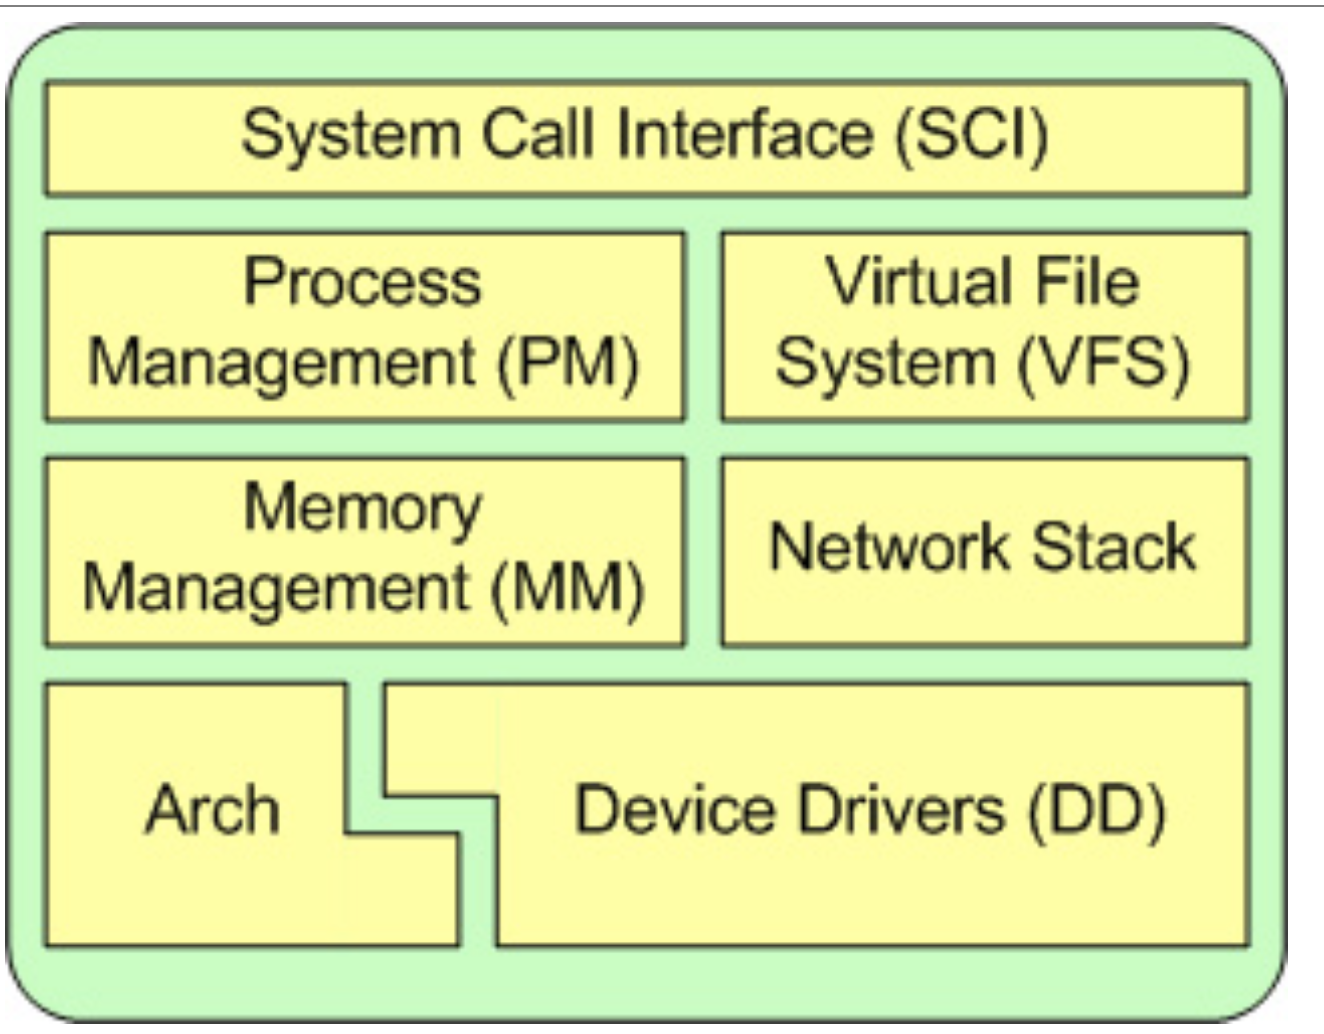 System Call Interface (SCI)
Process
Management (PM)
Virtual File
System (VFS)
Memory
Management (MM)
Network Stack
Arch
Device Drivers (DD)